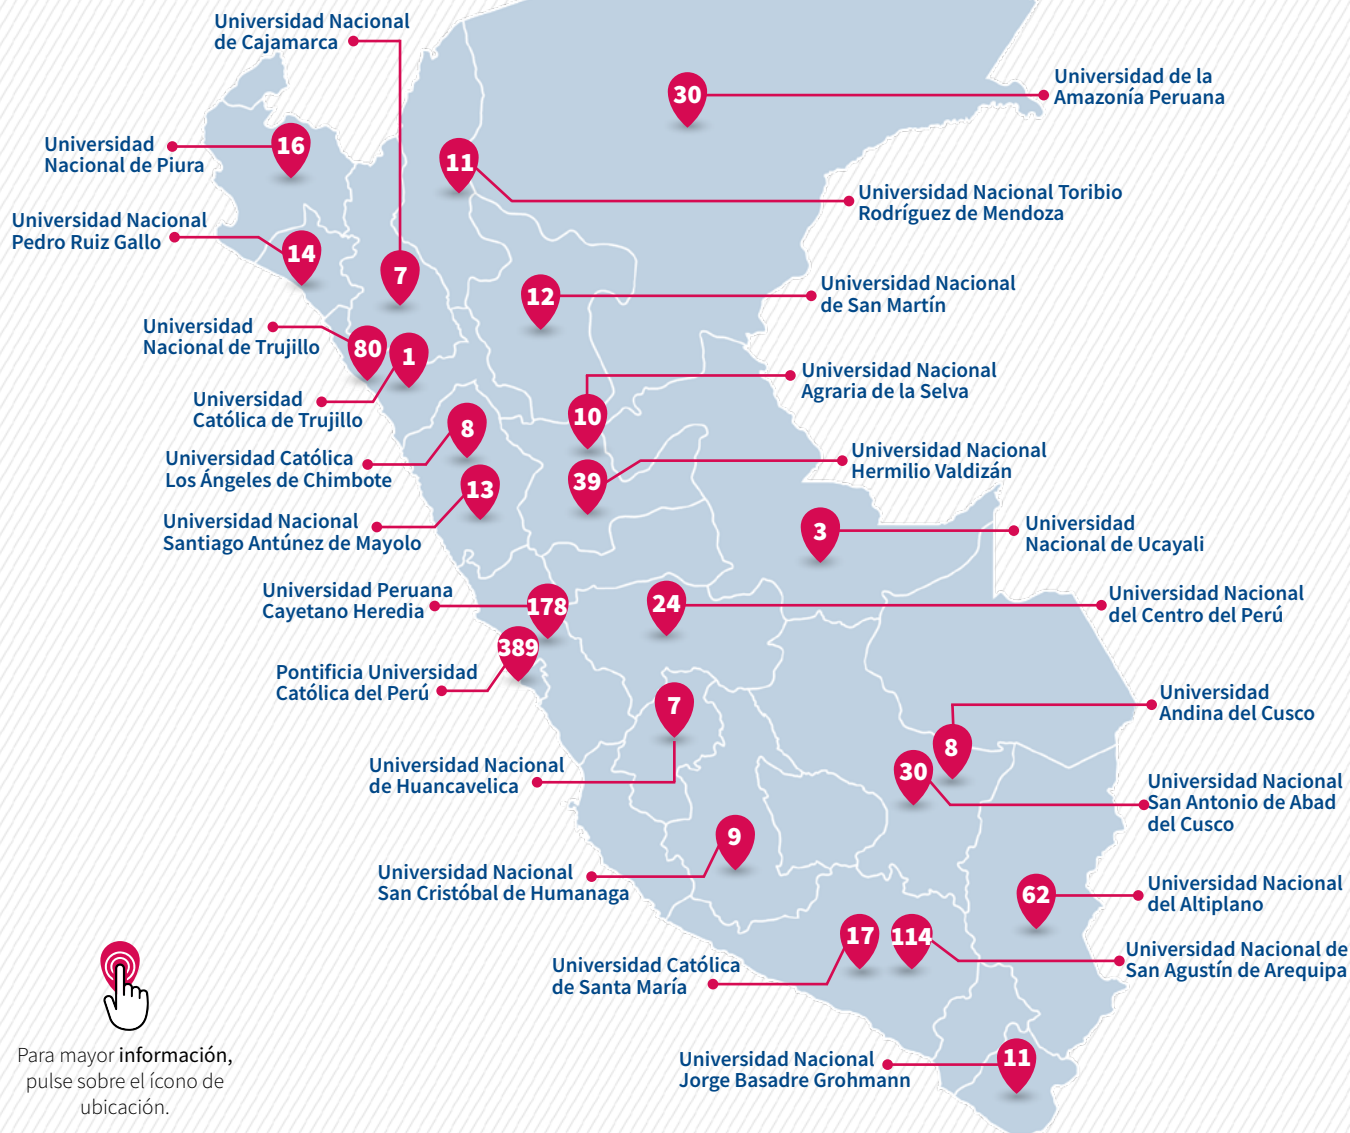 Universidad Nacional
de Cajamarca
30
Universidad de la
Amazonía Peruana
16
Universidad
Nacional de Piura
11
Universidad Nacional Toribio
Rodríguez de Mendoza
Universidad Nacional
Pedro Ruiz Gallo
14
7
12
Universidad Nacional
de San Martín
Universidad
Nacional de Trujillo
80
1
Universidad Nacional
Agraria de la Selva
Universidad
Católica de Trujillo
10
8
Universidad Católica
Los Ángeles de Chimbote
Universidad Nacional
Hermilio Valdizán
39
13
Universidad Nacional
Santiago Antúnez de Mayolo
3
Universidad
Nacional de Ucayali
Universidad Peruana
Cayetano Heredia
178
24
Universidad Nacional
del Centro del Perú
389
Pontificia Universidad
Católica del Perú
7
Universidad
Andina del Cusco
8
Universidad Nacional
de Huancavelica
30
Universidad Nacional
San Antonio de Abad
del Cusco
9
Universidad Nacional
San Cristóbal de Humanaga
62
Universidad Nacional
del Altiplano
17
114
Universidad Nacional de
San Agustín de Arequipa
Universidad Católica
de Santa María
Para mayor información,
pulse sobre el ícono de
ubicación.
Universidad Nacional
Jorge Basadre Grohmann
11